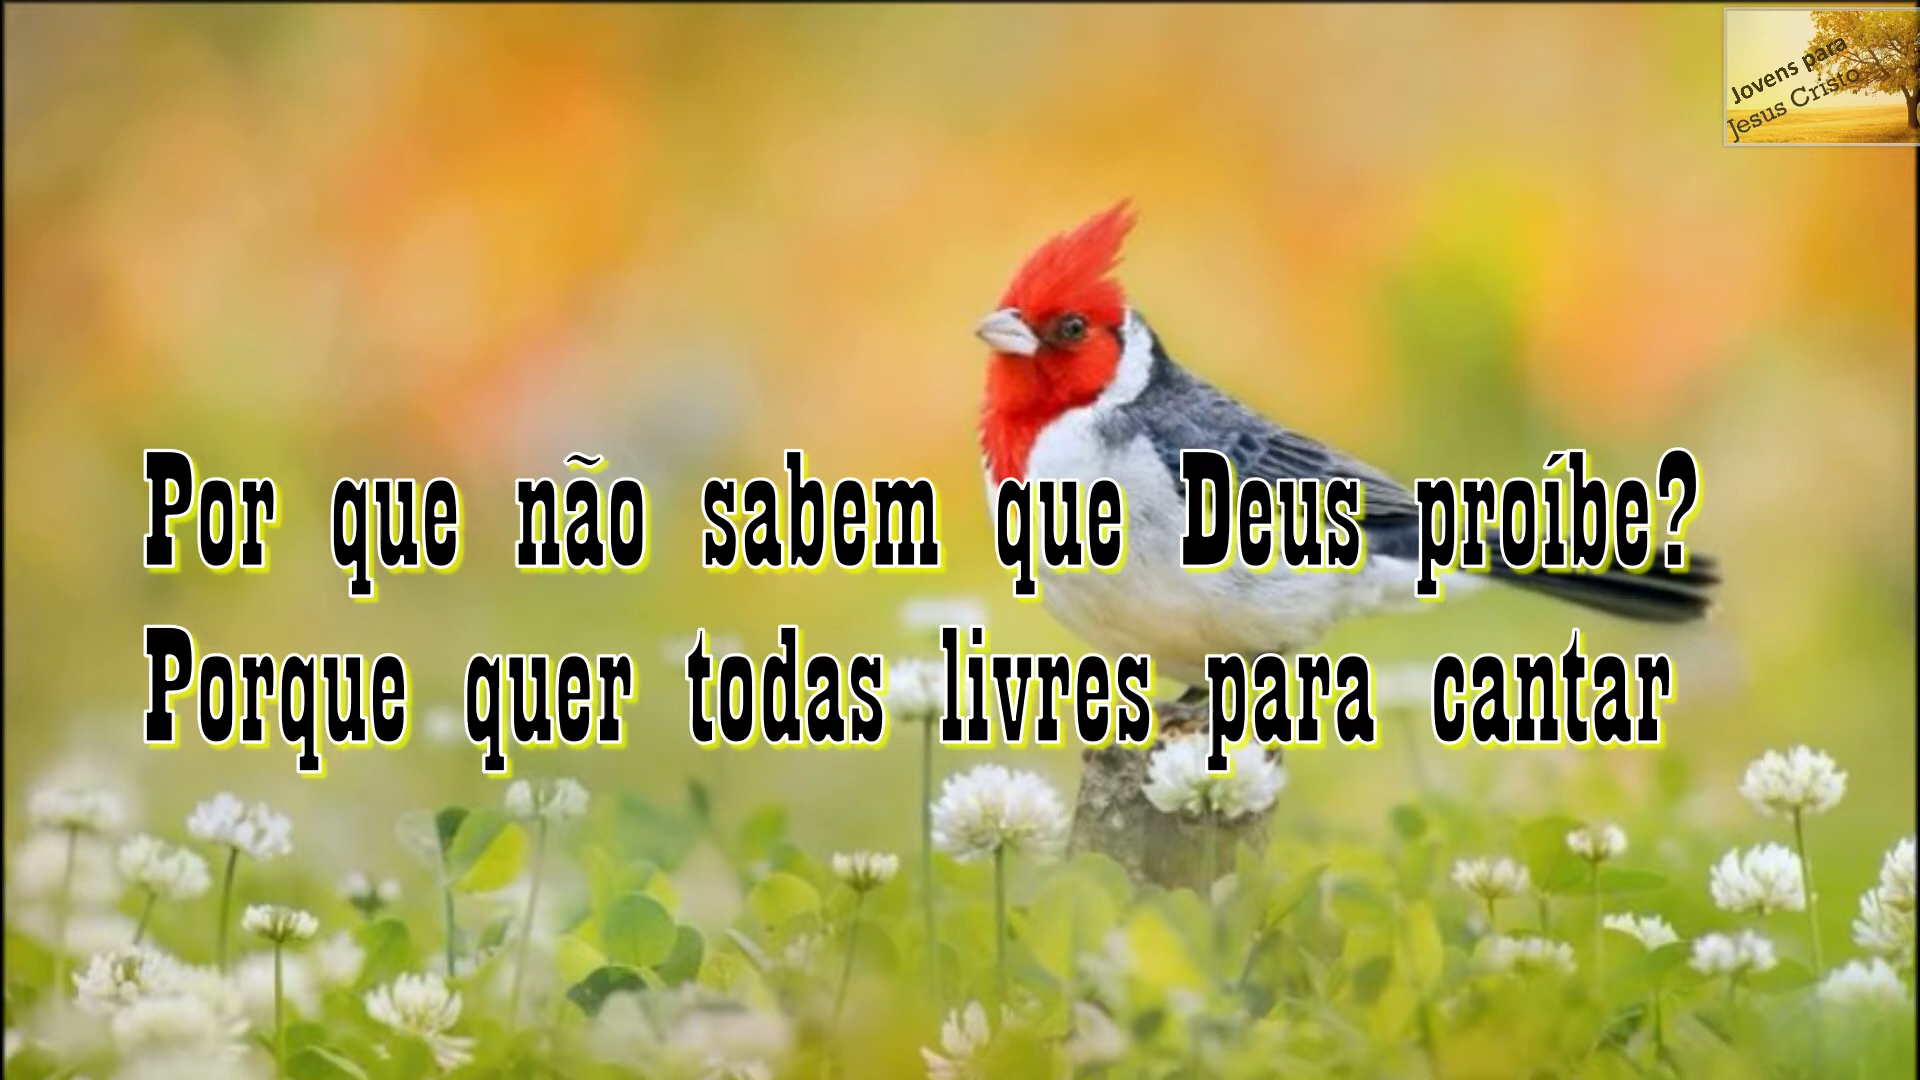 Jovens para
Jesus Cristo
Por que não sabem que Deus proíbe?
Porque quer todas livres para cantar